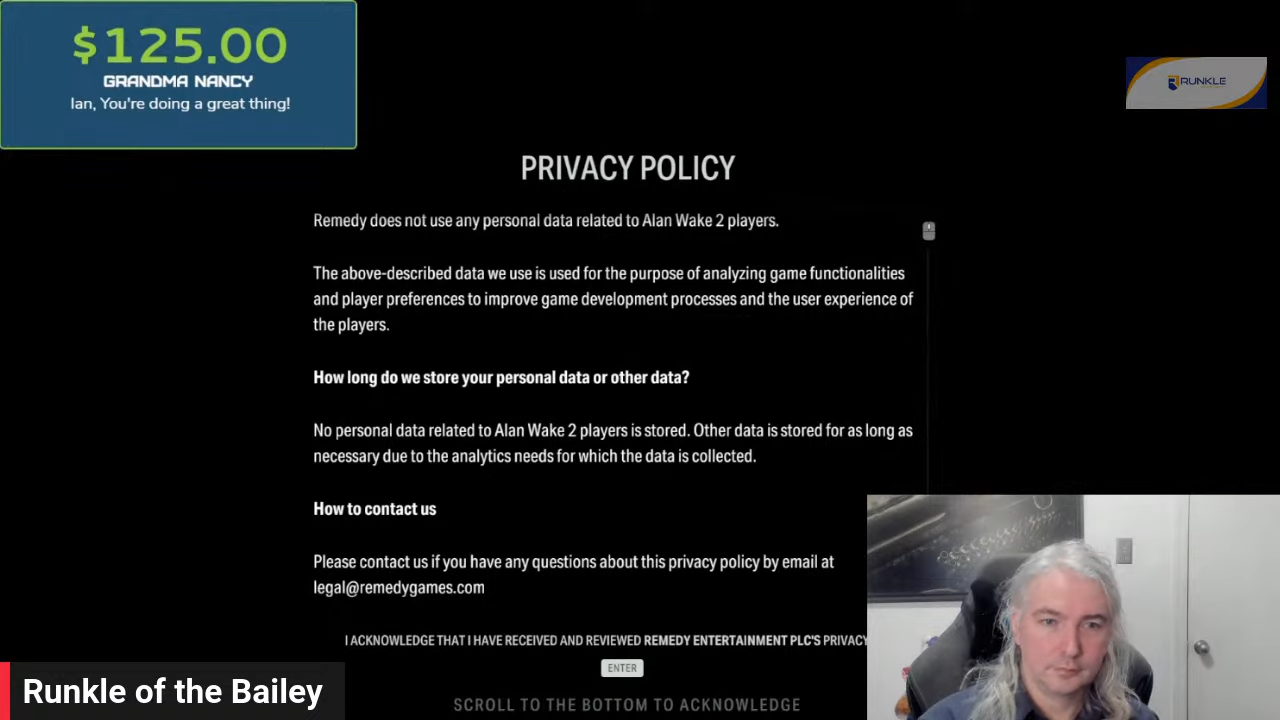 $125.00
GRANDMA NANCY
Ian, You're doing a great thing!
RUNKLE
PRIVACY POLICY
Remedy does not use any personal data related to Alan Wake 2 players.
The above-described data we use is used for the purpose of analyzing game functionalities
and player preferences to improve game development processes and the user experience of
the players.
How long do we store your personal data or other data?
No personal data related to Alan Wake 2 players is stored. Other data is stored for as long as
necessary due to the analytics needs for which the data is collected.
How to contact us
Please contact us if you have any questions about this privacy policy by email at
legal@remedygames.com
I ACKNOWLEDGE THAT I HAVE RECEIVED AND REVIEWED REMEDY ENTERTAINMENT PLC'S PRIVACY
ENTER
SCROLL TO THE BOTTOM TO ACKNOWLEDGE
Runkle of the Bailey